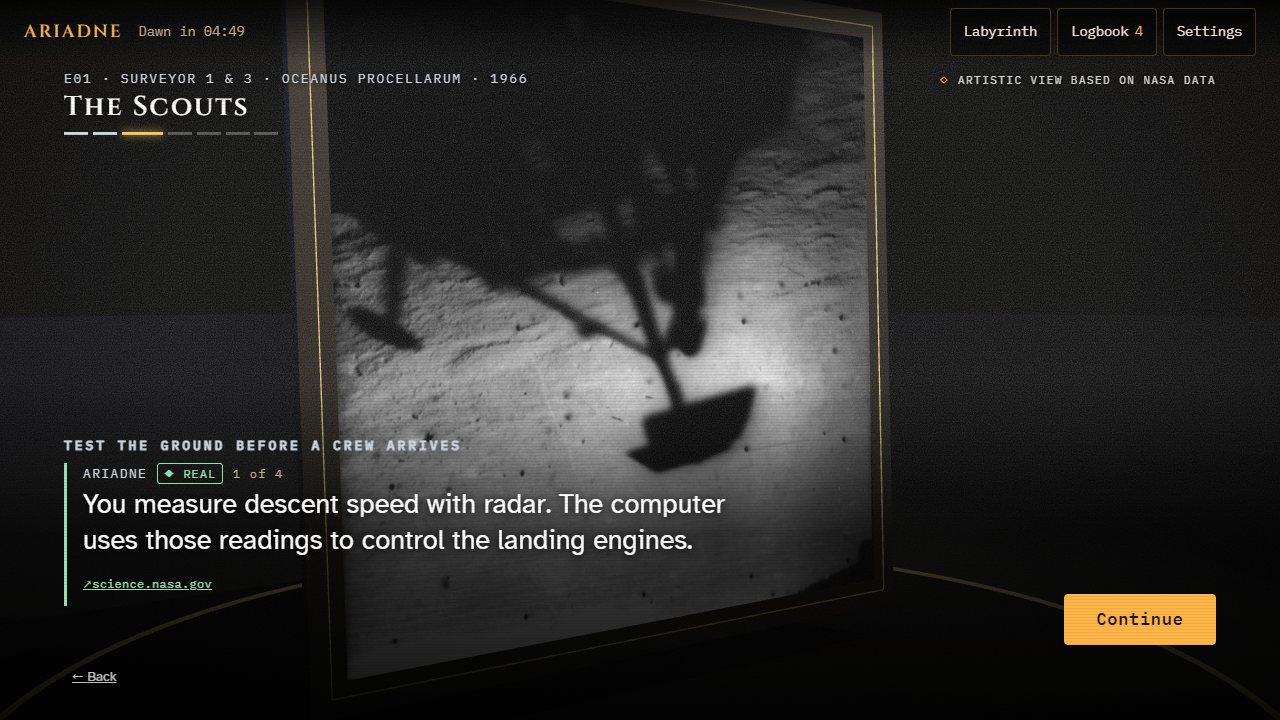 ARIADNE Dawn in 04:49 Labyrinth Logbook 4 Settings
E01 · SURVEYOR 1 & 3 · OCEANUS PROCELLARUM · 1966
◇ ARTISTIC VIEW BASED ON NASA DATA
The Scouts
TEST THE GROUND BEFORE A CREW ARRIVES
ARIADNE ◆ REAL 1 of 4
You measure descent speed with radar. The computer
uses those readings to control the landing engines.
↗science.nasa.gov
Continue
← Back